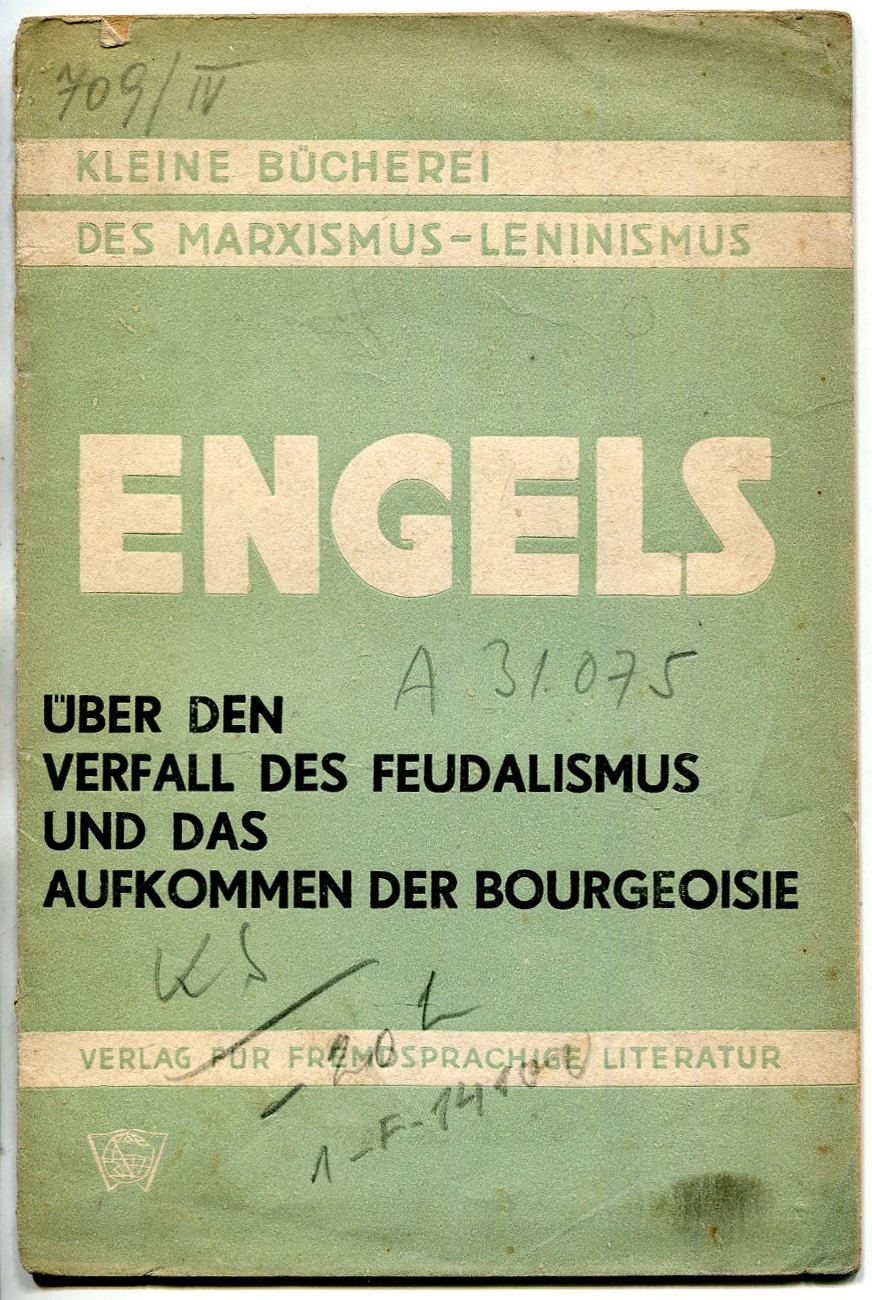 709/IV
KLEINE BÜCHEREI
DES MARXISMUS-LENINISMUS
ENGELS
A 31.075
ÜBER DEN
VERFALL DES FEUDALISMUS
UND DAS
AUFKOMMEN DER BOURGEOISIE
VERLAG FÜR FREMDSPRACHIGE LITERATUR